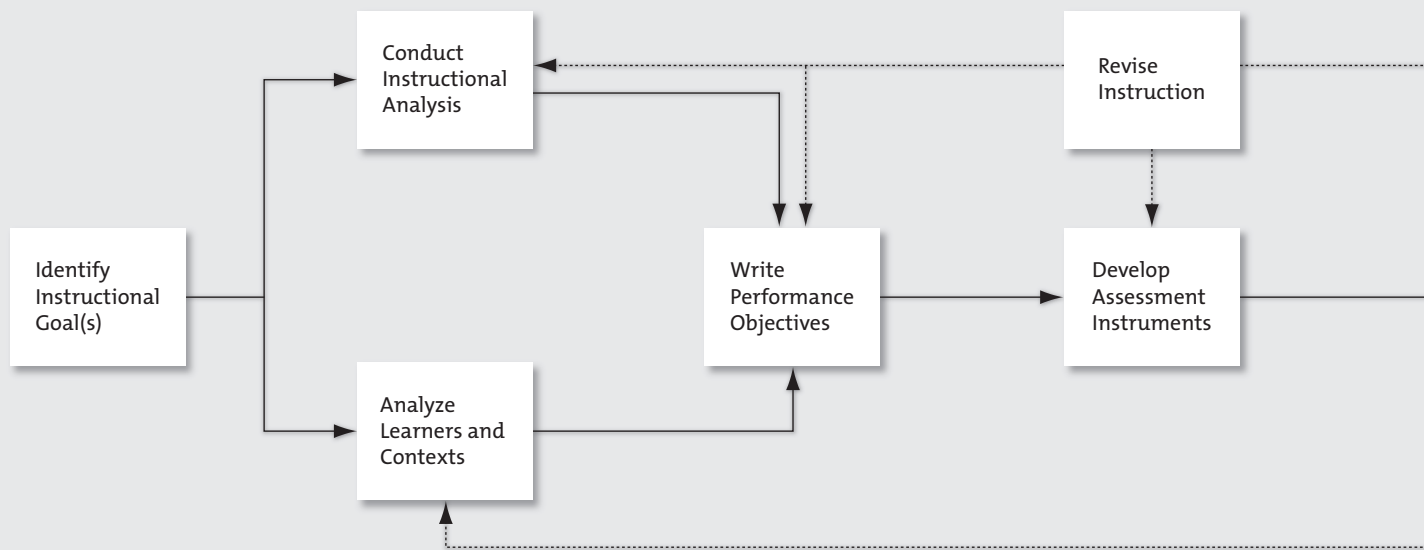 Conduct
Instructional
Analysis
Revise
Instruction
Identify
Instructional
Goal(s)
Write
Performance
Objectives
Develop
Assessment
Instruments
Analyze
Learners and
Contexts